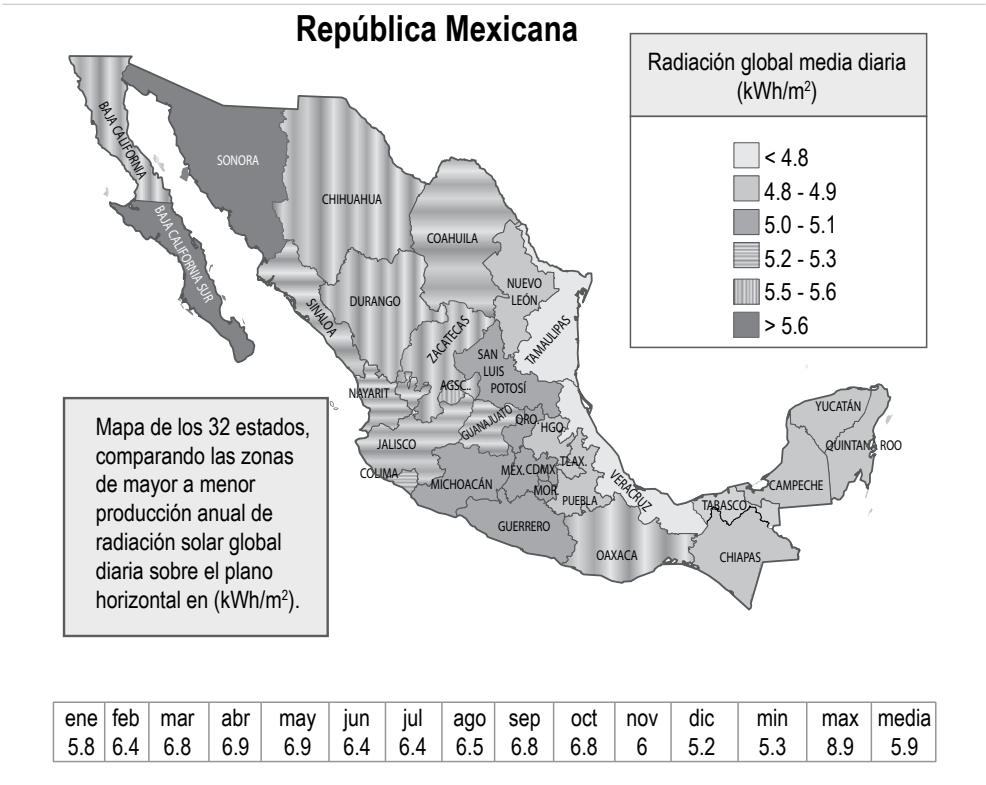 República Mexicana
Radiación global media diaria
(kWh/m²)
< 4.8
4.8 - 4.9
5.0 - 5.1
5.2 - 5.3
5.5 - 5.6
> 5.6
BAJA CALIFORNIA
SONORA
CHIHUAHUA
COAHUILA
BAJA CALIFORNIA SUR
NUEVO
LEÓN
DURANGO
SINALOA
TAMAULIPAS
ZACATECAS
SAN
LUIS
POTOSÍ
AGSC..
NAYARIT
GUANAJUATO
QRO.
HGO.
JALISCO
COLIMA
MICHOACÁN
MÉX.
CDMX
TLAX.
MOR.
PUEBLA
VERACRUZ
GUERRERO
OAXACA
TABASCO
CHIAPAS
YUCATÁN
QUINTANA ROO
CAMPECHE
Mapa de los 32 estados,
comparando las zonas
de mayor a menor
producción anual de
radiación solar global
diaria sobre el plano
horizontal en (kWh/m²).
ene feb mar abr may jun jul ago sep oct nov dic min max media
5.8 6.4 6.8 6.9 6.9 6.4 6.4 6.5 6.8 6.8 6 5.2 5.3 8.9 5.9